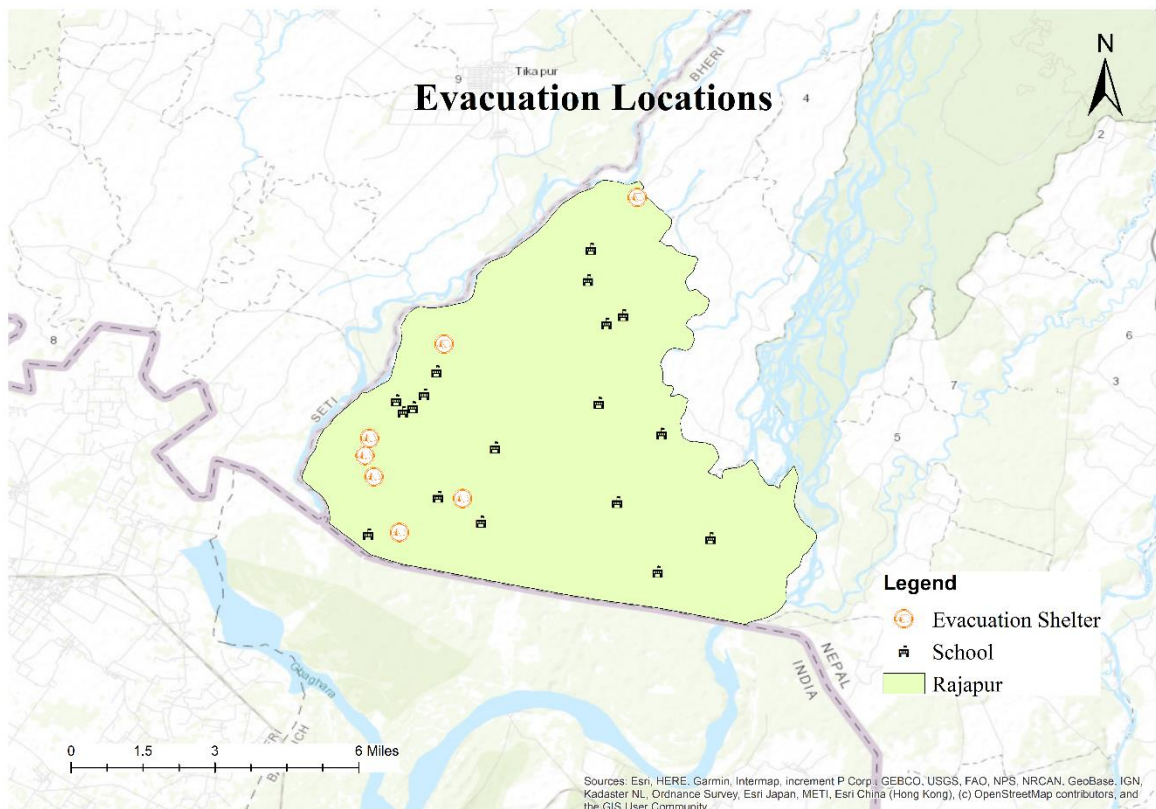 N
BHERI
9
Tikapur
4
Evacuation Locations
2
8
6
7
3
SETI
5
Legend
Evacuation Shelter
School
Rajapur
NEPAL
INDIA
Ghaghara
0 1.5 3 6 Miles
Sources: Esri, HERE, Garmin, Intermap, increment P Corp., GEBCO, USGS, FAO, NPS, NRCAN, GeoBase, IGN,
Kadaster NL, Ordnance Survey, Esri Japan, METI, Esri China (Hong Kong), (c) OpenStreetMap contributors, and
the GIS User Community